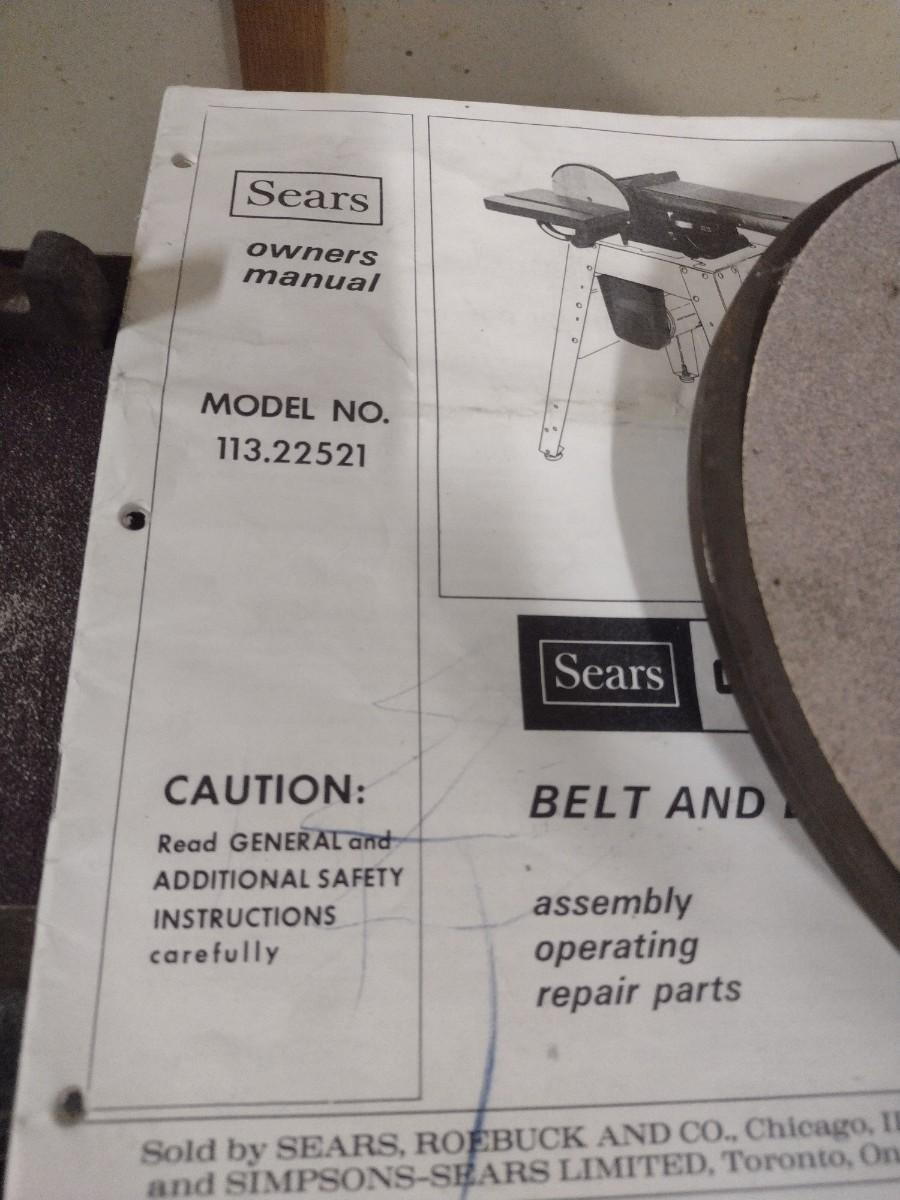 Sears
owners
manual
MODEL NO.
113.22521
CAUTION:
Read GENERAL and
ADDITIONAL SAFETY
INSTRUCTIONS
carefully
Sears
BELT AND
assembly
operating
repair parts
Sold by SEARS, ROEBUCK AND CO., Chicago,
and SIMPSONS-SEARS LIMITED, Toronto,